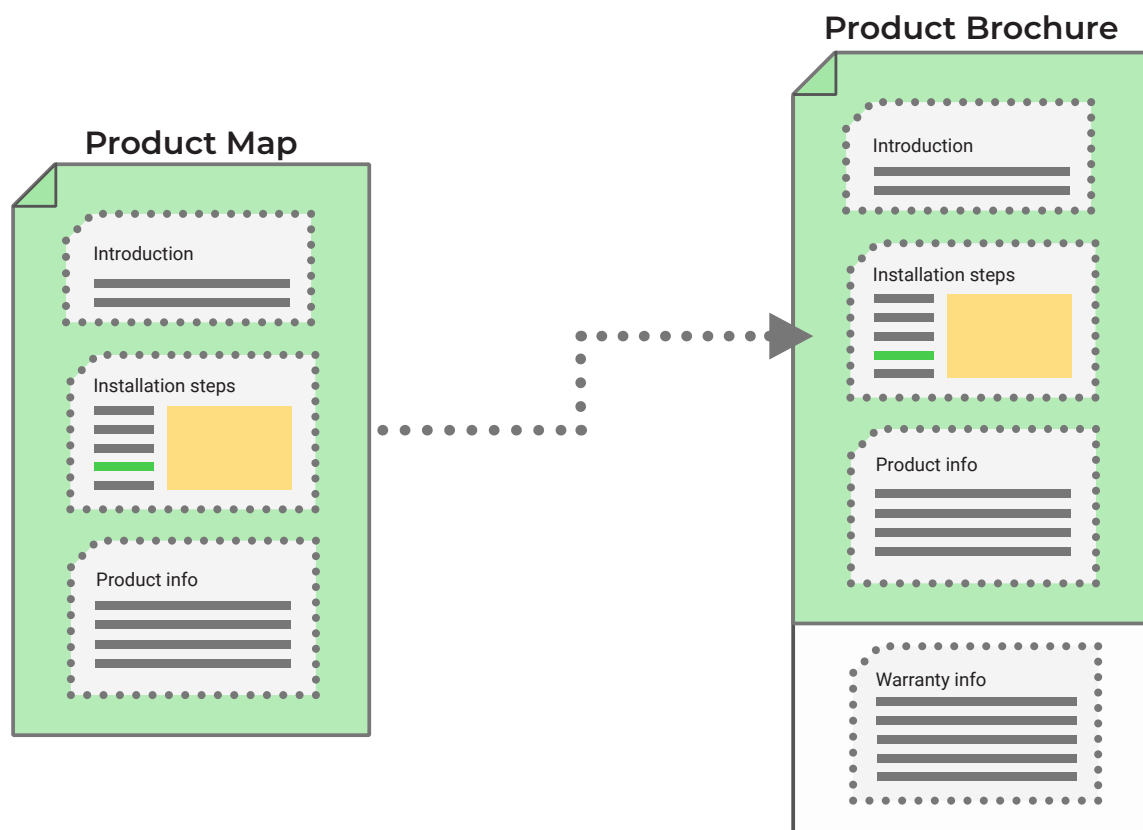 Product Map
Introduction
Installation steps
Product info
Product Brochure
Introduction
Installation steps
Product info
Warranty info